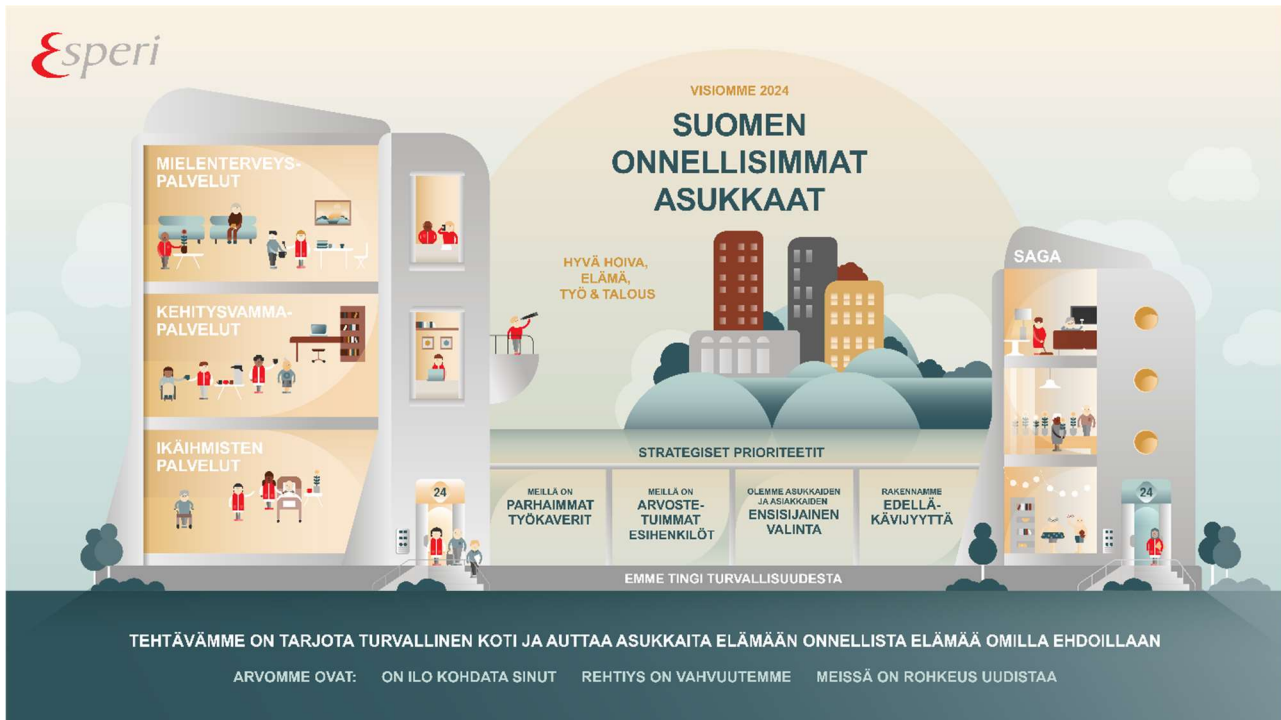 Esperi
VISIOMME 2024
SUOMEN
ONNELLISIMMAT
ASUKKAAT
HYVÄ HOIVA,
ELÄMÄ,
TYÖ & TALOUS
MIELENTERVEYS-
PALVELUT
KEHITYSVAMMA-
PALVELUT
IKÄIHMISTEN
PALVELUT
24
SAGA
24
STRATEGISET PRIORITEETIT
MEILLÄ ON
PARHAIMMAT
TYÖKAVERIT
MEILLÄ ON
ARVOSTE-
TUIMMAT
ESIHENKILÖT
OLEMME ASUKKAIDEN
JA ASIAKKAIDEN
ENSISIJAINEN
VALINTA
RAKENNAMME
EDELLÄ-
KÄVIJYYTTÄ
EMME TINGI TURVALLISUUDESTA
TEHTÄVÄMME ON TARJOTA TURVALLINEN KOTI JA AUTTAA ASUKKAITA ELÄMÄÄN ONNELLISTA ELÄMÄÄ OMILLA EHDOILLAAN
ARVOMME OVAT: ON ILO KOHDATA SINUT REHTIYS ON VAHVUUTEMME MEISSÄ ON ROHKEUS UUDISTAA